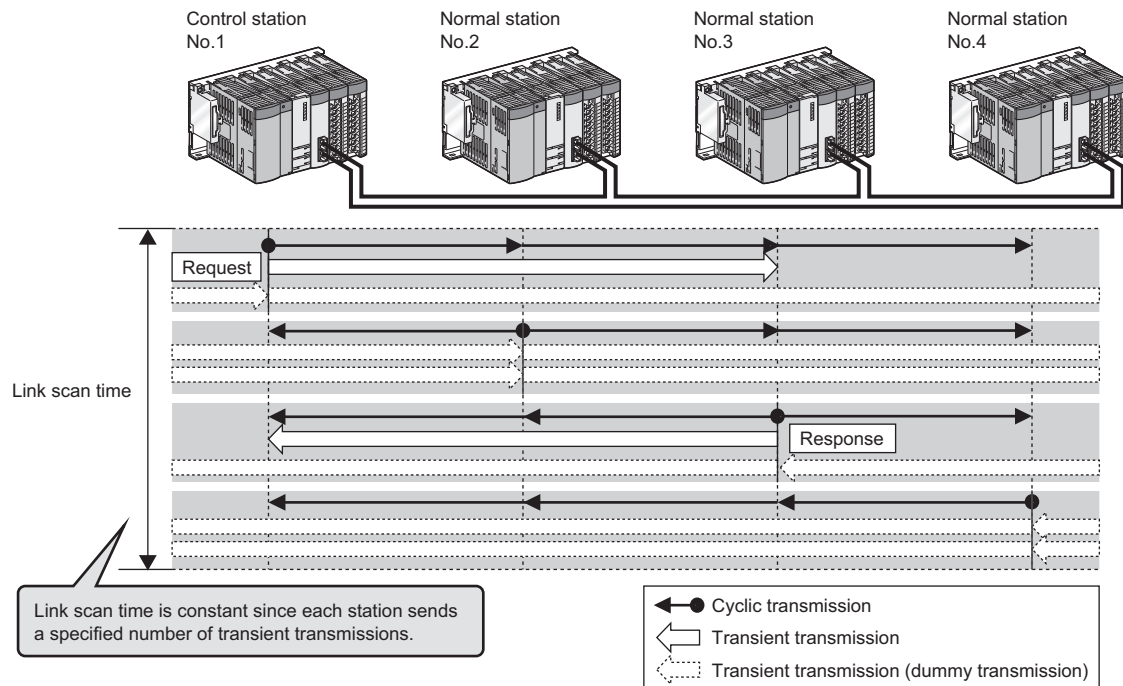 Control station
No.1
Normal station
No.2
Normal station
No.3
Normal station
No.4
Request
Link scan time
Response
Link scan time is constant since each station sends
a specified number of transient transmissions.
Cyclic transmission
Transient transmission
Transient transmission (dummy transmission)